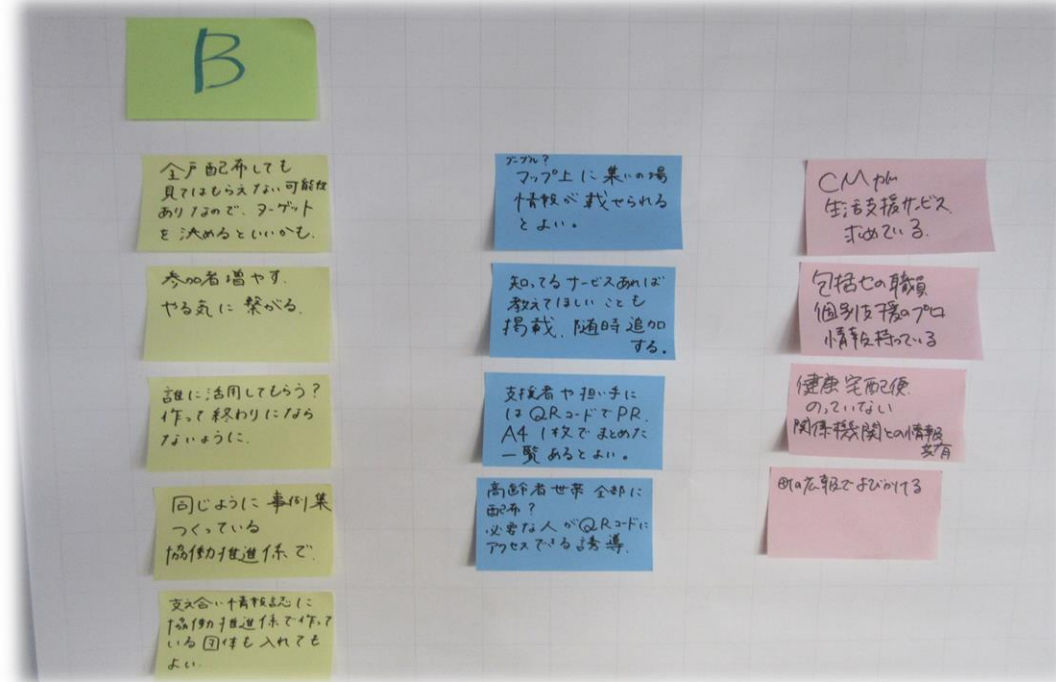 B
全戸配布しても
見てはもらえない可能性
ありなので、ターゲット
を決めるといいかも。
参加者増やす。
やる気に繋がる。
誰に活用してもらう?
作って終わりになら
ないように。
同じように事例集
つくっている
協働推進係で。
支え合い情報誌に
協働推進係で作って
いる団体も入れても
よい。
グーグル?
マップ上に集いの場
情報が載せられる
とよい。
知ってるサービスあれば
教えてほしいことも
掲載、随時追加
する。
支援者や担い手に
はQRコードでPR。
A4 1枚でまとめた
一覧あるとよい。
高齢者世帯全部に
配布?
必要な人がQRコードに
アクセスできる誘導。
CMさんが
生活支援サービス
求めている。
包括セの職員
個別支援のプロ
情報持っている
健康宅配便
のっていない
関係機関との情報
共有
町の広報でよびかける